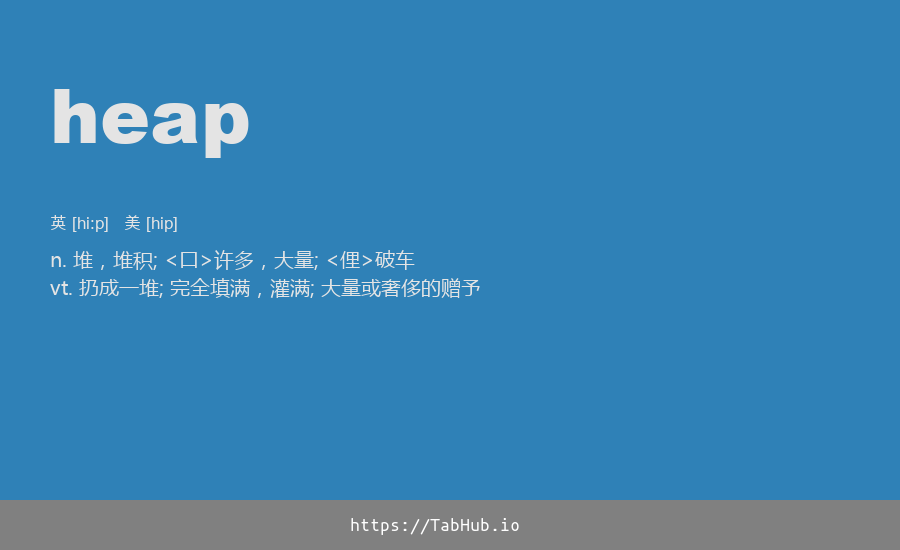 heap
英 [hi:p] 美 [hip]
n. 堆，堆积; <口>许多，大量; <俚>破车
vt. 扔成一堆; 完全填满，灌满; 大量或奢侈的赠予
https://TabHub.io